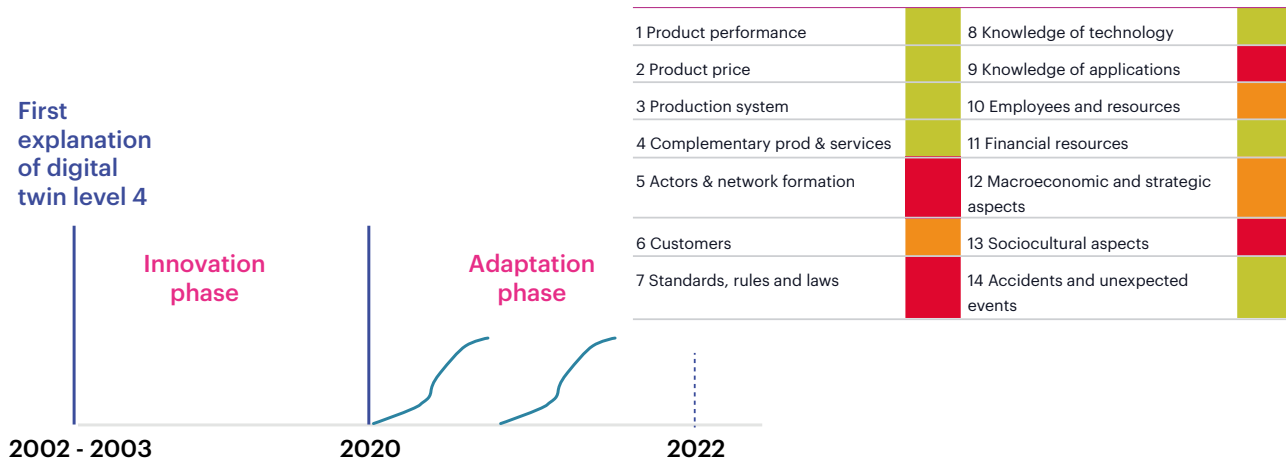 1 Product performance
8 Knowledge of technology
2 Product price
9 Knowledge of applications
3 Production system
10 Employees and resources
4 Complementary prod & services
11 Financial resources
5 Actors & network formation
12 Macroeconomic and strategic
aspects
6 Customers
13 Sociocultural aspects
7 Standards, rules and laws
14 Accidents and unexpected
events
First
explanation
of digital
twin level 4
Innovation
phase
Adaptation
phase
2002 - 2003
2020
2022